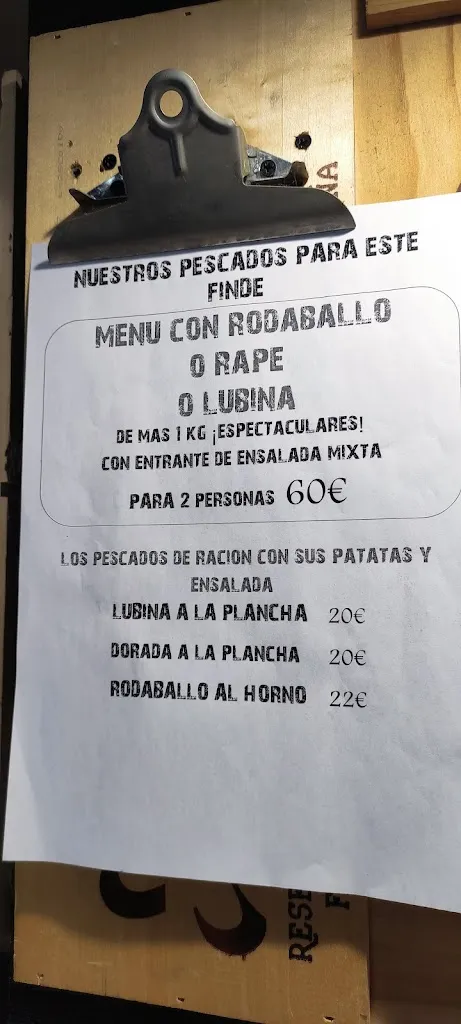 NUESTROS PESCADOS PARA ESTE
FINDE
MENU CON RODABALLO
O RAPE
O LUBINA
DE MAS 1 KG ¡ESPECTACULARES!
CON ENTRANTE DE ENSALADA MIXTA
PARA 2 PERSONAS 60€
LOS PESCADOS DE RACION CON SUS PATATAS Y
ENSALADA
LUBINA A LA PLANCHA 20€
DORADA A LA PLANCHA 20€
RODABALLO AL HORNO 22€